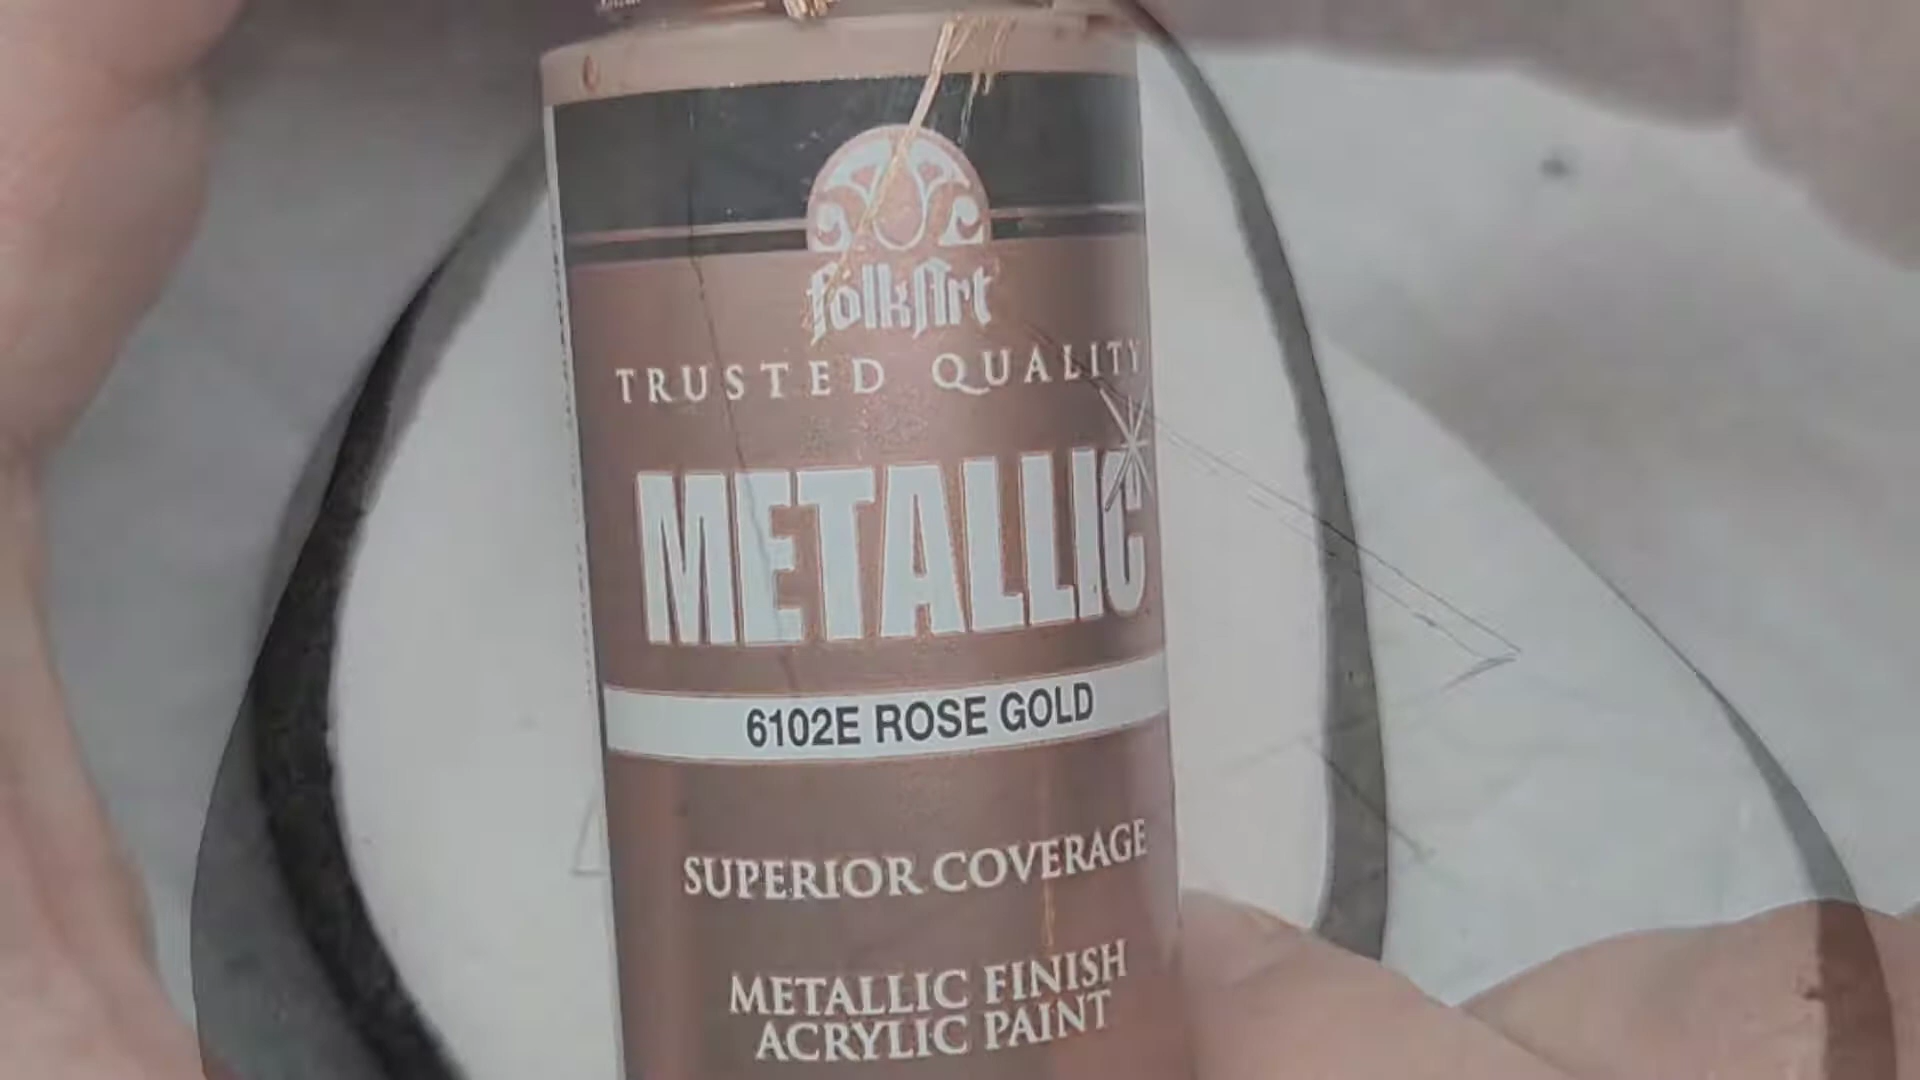 folkArt
TRUSTED QUALITY
METALLIC
6102E ROSE GOLD
SUPERIOR COVERAGE
METALLIC FINISH
ACRYLIC PAINT